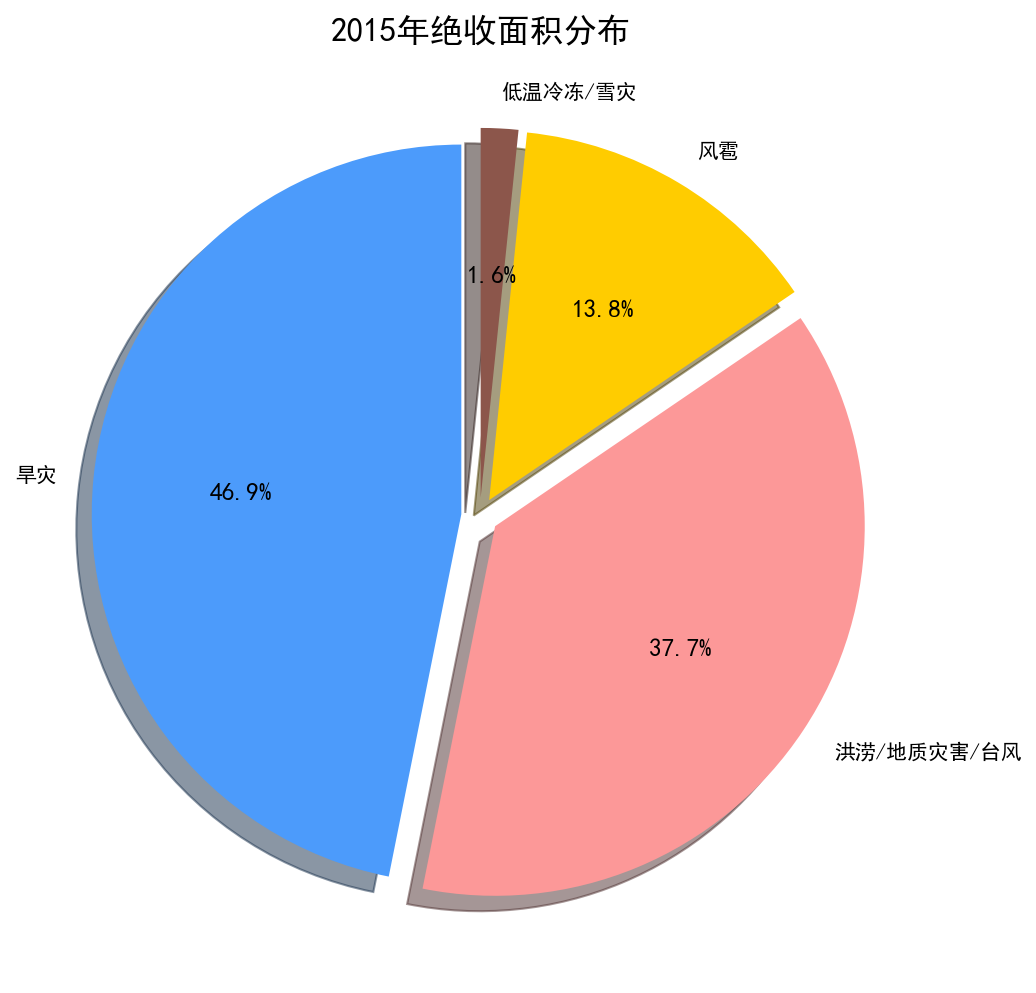 2015年绝收面积分布
低温冷冻/雪灾
风雹
1.6%
13.8%
旱灾
46.9%
37.7%
洪涝/地质灾害/台风